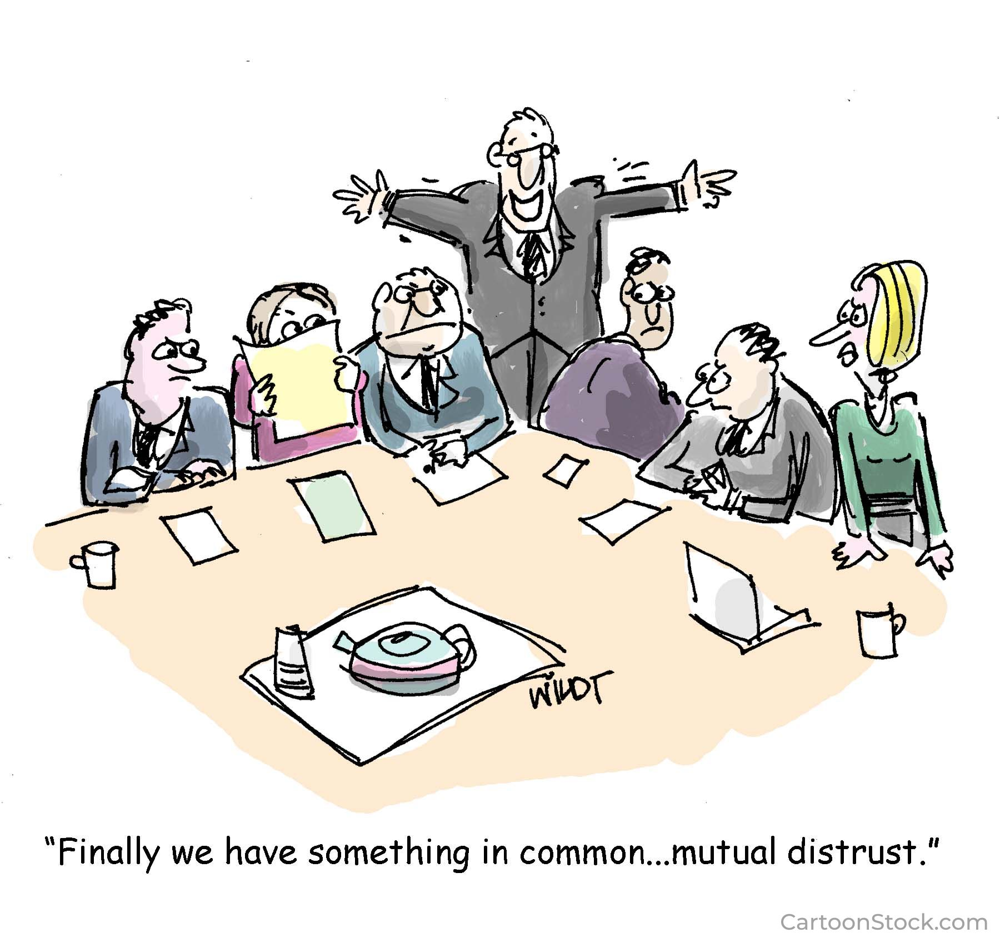 WILDT
“Finally we have something in common...mutual distrust.”
CartoonStock.com